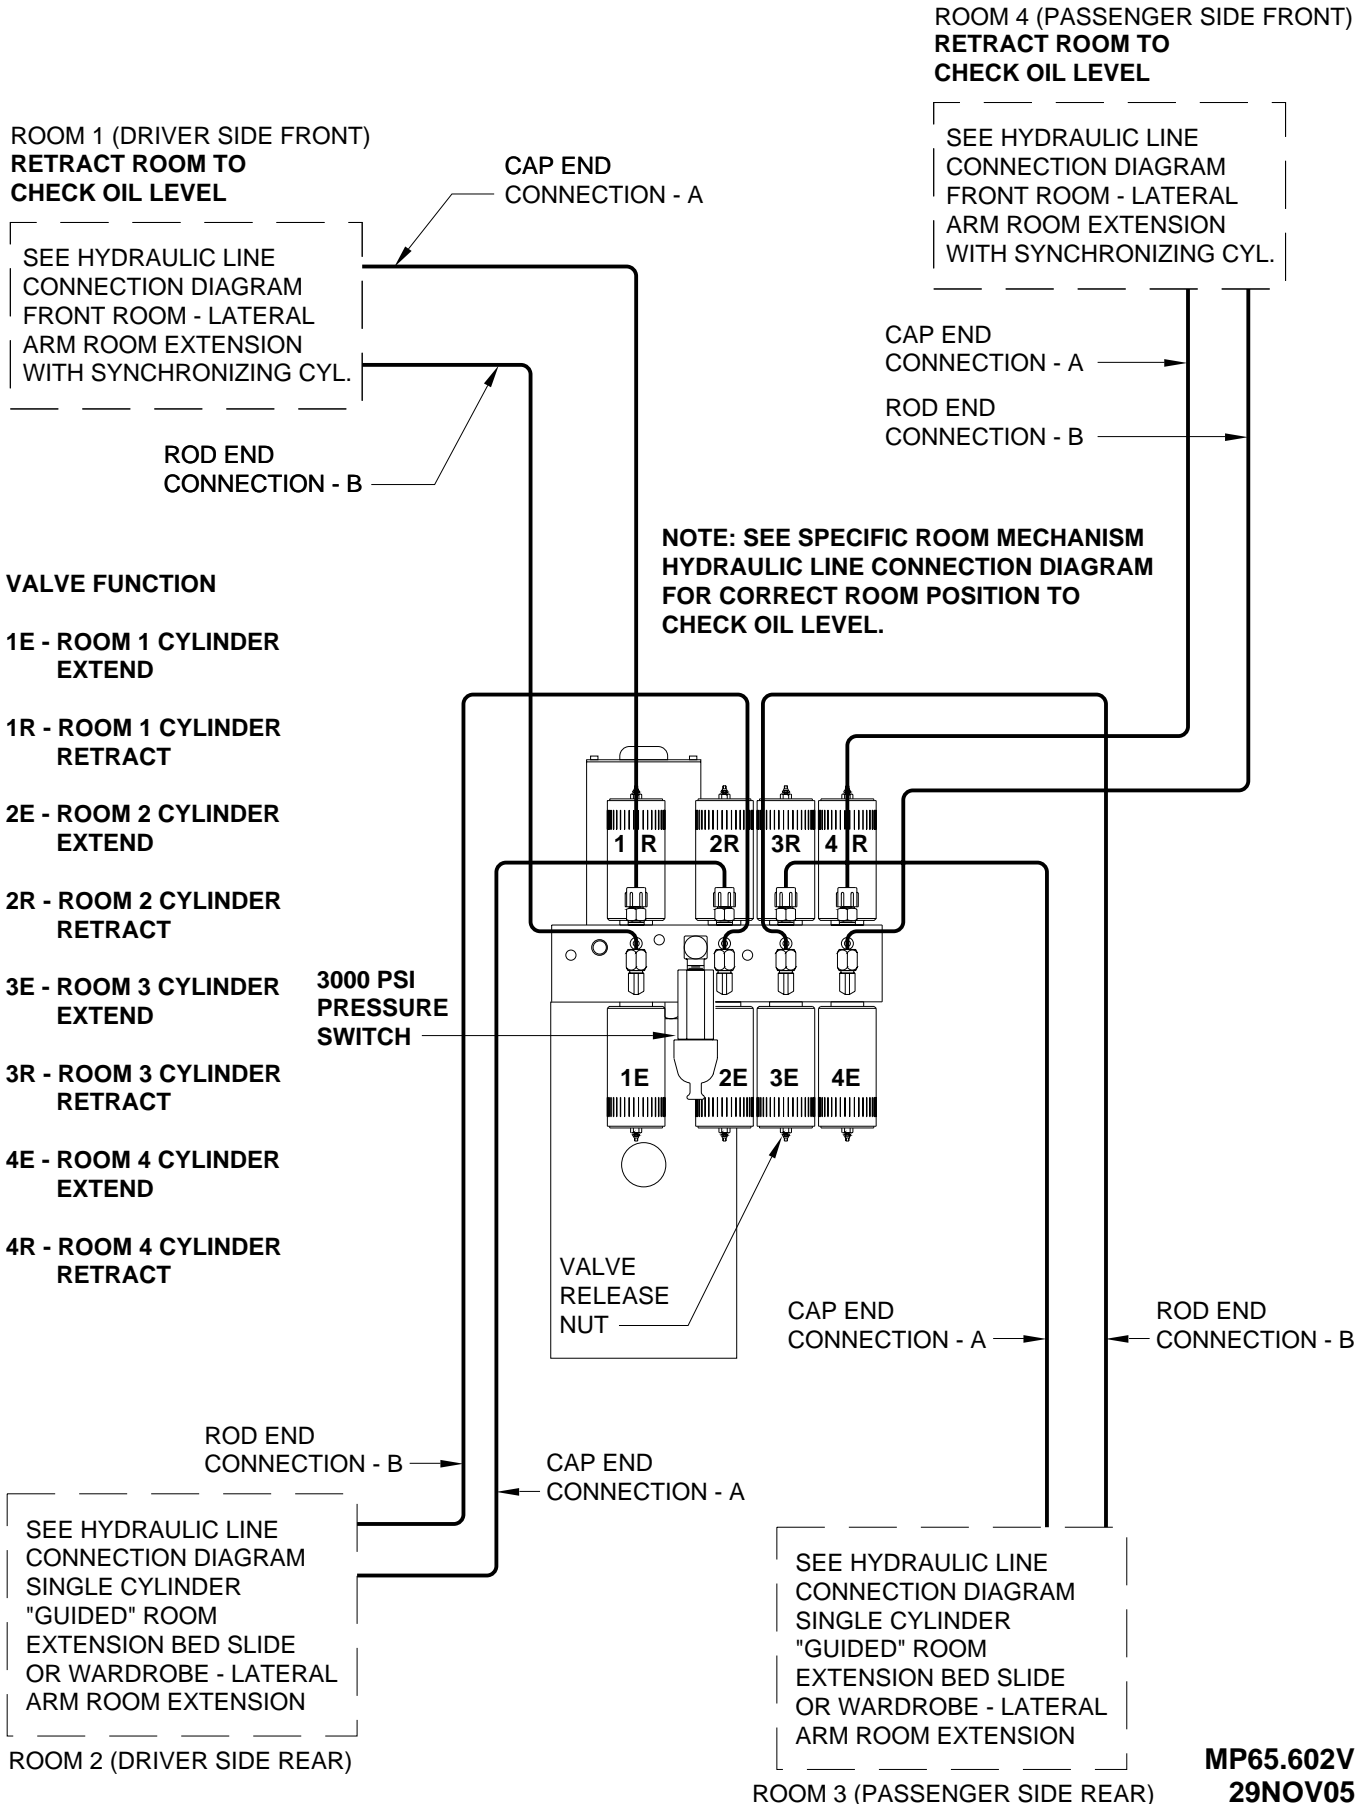 ROOM 4 (PASSENGER SIDE FRONT)
RETRACT ROOM TO
CHECK OIL LEVEL
SEE HYDRAULIC LINE
CONNECTION DIAGRAM
FRONT ROOM - LATERAL
ARM ROOM EXTENSION
WITH SYNCHRONIZING CYL.
ROOM 1 (DRIVER SIDE FRONT)
RETRACT ROOM TO
CHECK OIL LEVEL
SEE HYDRAULIC LINE
CONNECTION DIAGRAM
FRONT ROOM - LATERAL
ARM ROOM EXTENSION
WITH SYNCHRONIZING CYL.
CAP END
CONNECTION - A
ROD END
CONNECTION - B
CAP END
CONNECTION - A
ROD END
CONNECTION - B
NOTE: SEE SPECIFIC ROOM MECHANISM
HYDRAULIC LINE CONNECTION DIAGRAM
FOR CORRECT ROOM POSITION TO
CHECK OIL LEVEL.
VALVE FUNCTION
1E - ROOM 1 CYLINDER
EXTEND
1R - ROOM 1 CYLINDER
RETRACT
2E - ROOM 2 CYLINDER
EXTEND
2R - ROOM 2 CYLINDER
RETRACT
3E - ROOM 3 CYLINDER
EXTEND
3R - ROOM 3 CYLINDER
RETRACT
4E - ROOM 4 CYLINDER
EXTEND
4R - ROOM 4 CYLINDER
RETRACT
1 R 2R 3R 4 R
3000 PSI
PRESSURE
SWITCH
1E 2E 3E 4E
VALVE
RELEASE
NUT
CAP END
CONNECTION - A
ROD END
CONNECTION - B
ROD END
CONNECTION - B
CAP END
CONNECTION - A
SEE HYDRAULIC LINE
CONNECTION DIAGRAM
SINGLE CYLINDER
"GUIDED" ROOM
EXTENSION BED SLIDE
OR WARDROBE - LATERAL
ARM ROOM EXTENSION
ROOM 2 (DRIVER SIDE REAR)
SEE HYDRAULIC LINE
CONNECTION DIAGRAM
SINGLE CYLINDER
"GUIDED" ROOM
EXTENSION BED SLIDE
OR WARDROBE - LATERAL
ARM ROOM EXTENSION
ROOM 3 (PASSENGER SIDE REAR)
MP65.602V
29NOV05